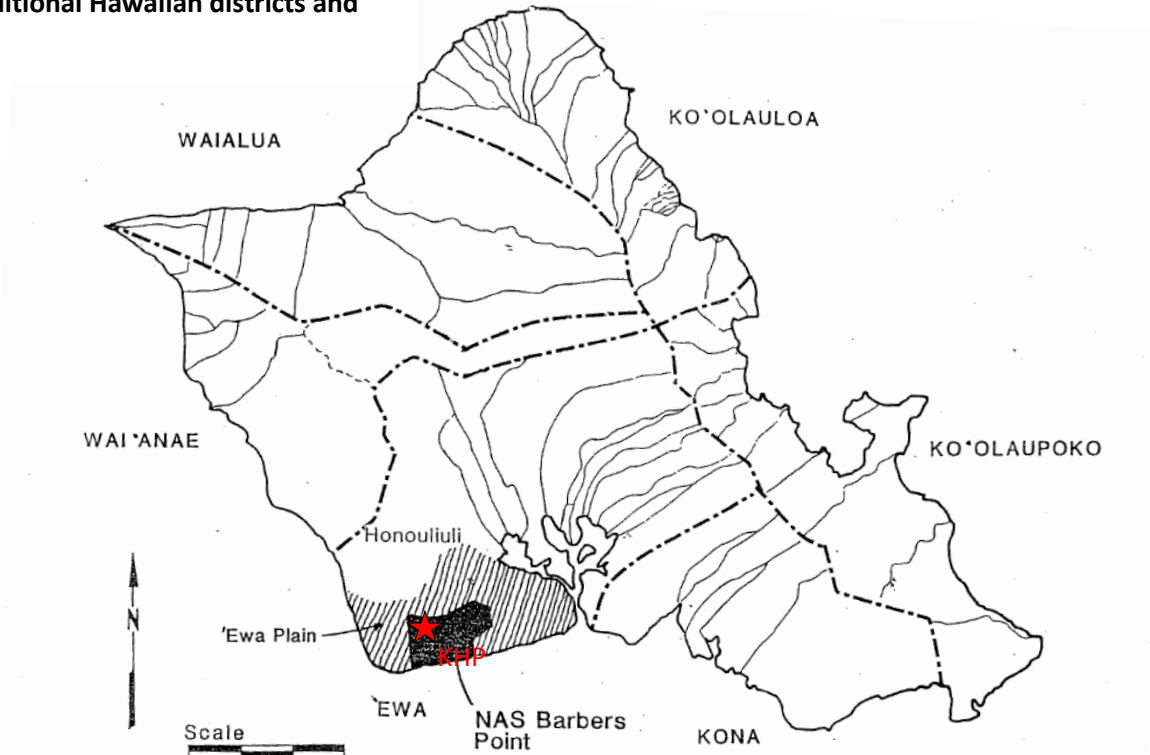 ditional Hawaiian districts and
KO'OLAULOA
WAIALUA
WAI'ANAE
KO'OLAUPOKO
Honouliuli
N
'Ewa Plain
KHP
'EWA
NAS Barbers
Point
KONA
Scale